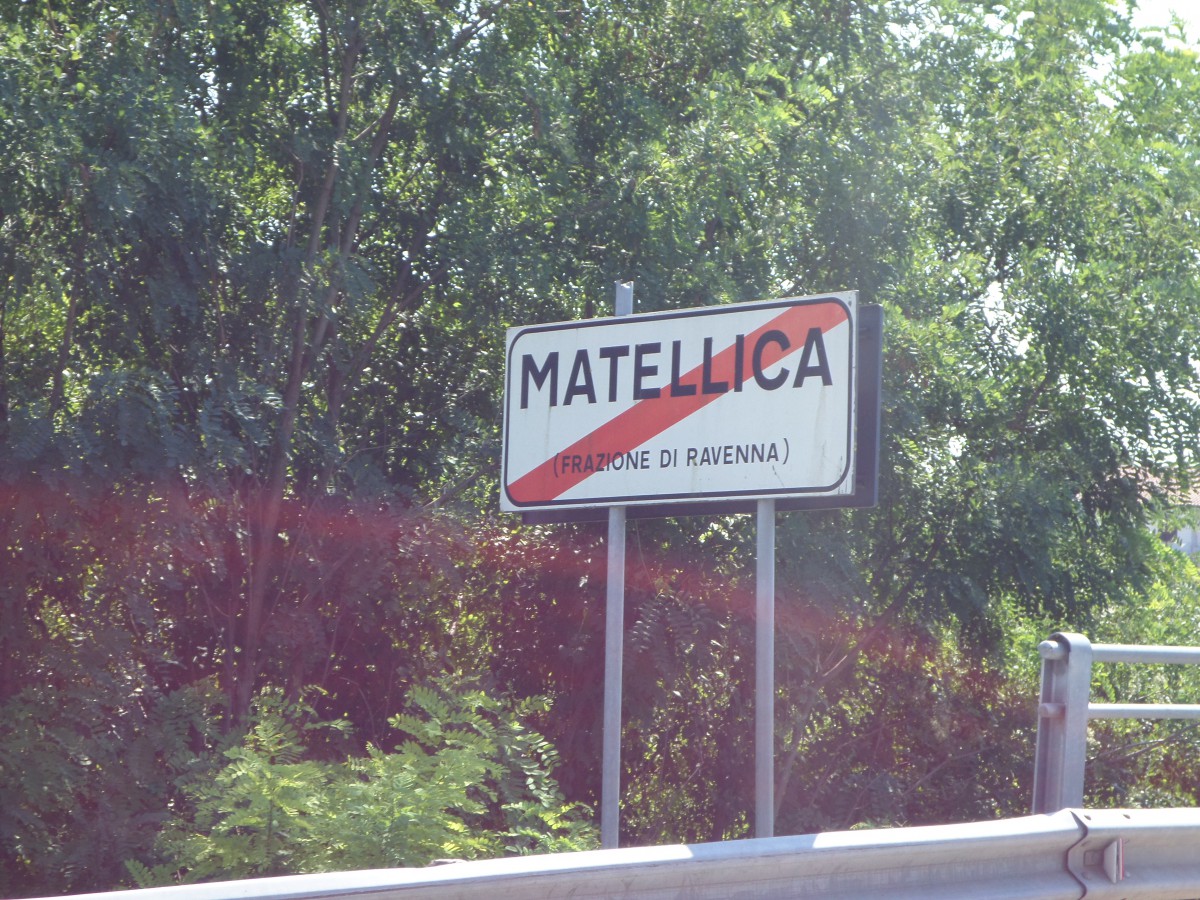 MATELLICA
(FRAZIONE DI RAVENNA)